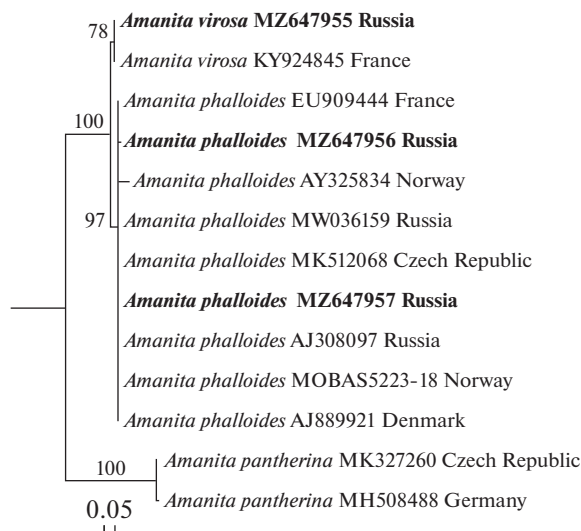 78
Amanita virosa MZ647955 Russia
Amanita virosa KY924845 France
Amanita phalloides EU909444 France
100
Amanita phalloides MZ647956 Russia
Amanita phalloides AY325834 Norway
97
Amanita phalloides MW036159 Russia
Amanita phalloides MK512068 Czech Republic
Amanita phalloides MZ647957 Russia
Amanita phalloides AJ308097 Russia
Amanita phalloides MOBAS5223-18 Norway
Amanita phalloides AJ889921 Denmark
100
Amanita pantherina MK327260 Czech Republic
Amanita pantherina MH508488 Germany
0.05